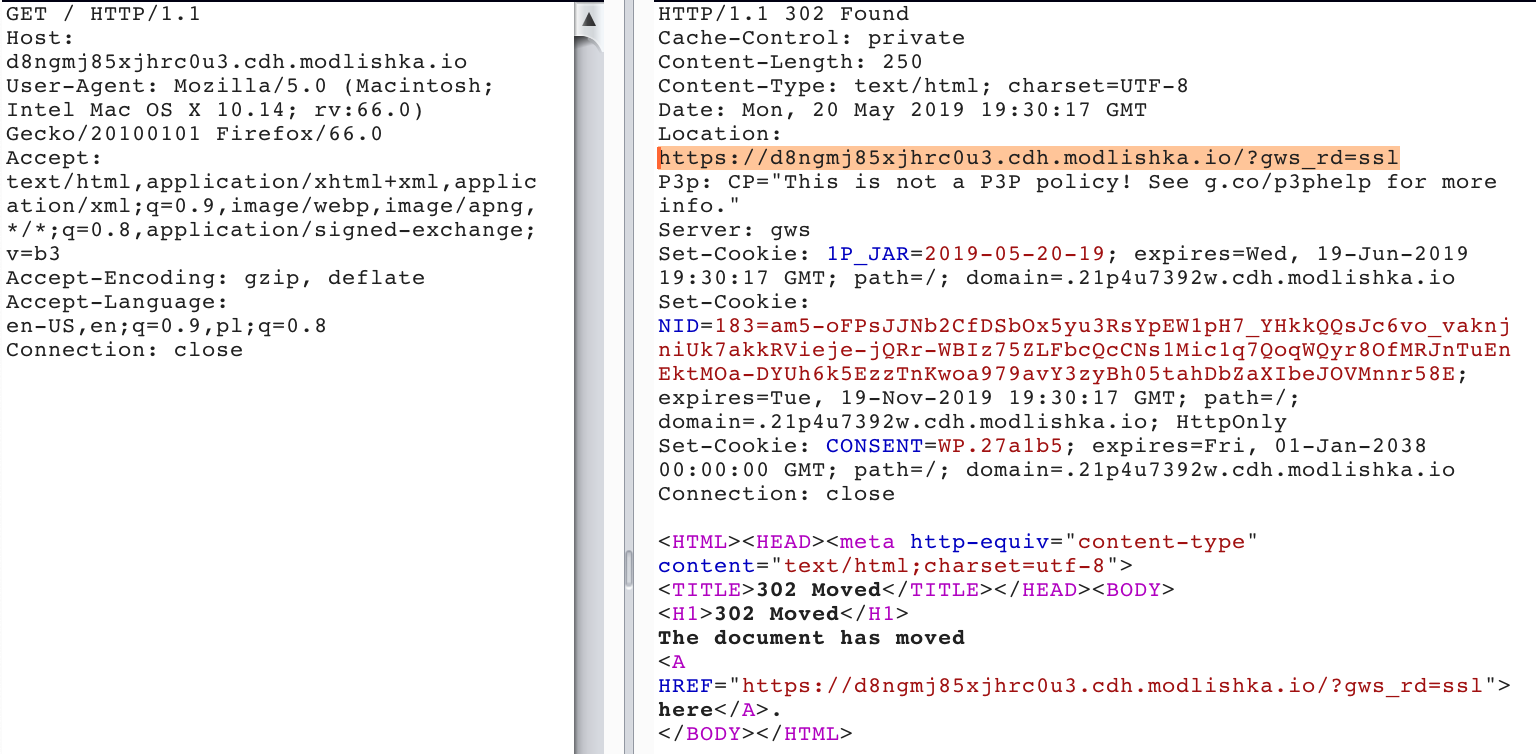 GET / HTTP/1.1
Host:
d8ngmj85xjhrc0u3.cdh.modlishka.io
User-Agent: Mozilla/5.0 (Macintosh;
Intel Mac OS X 10.14; rv:66.0)
Gecko/20100101 Firefox/66.0
Accept:
text/html,application/xhtml+xml,applic
ation/xml;q=0.9,image/webp,image/apng,
*/*;q=0.8,application/signed-exchange;
v=b3
Accept-Encoding: gzip, deflate
Accept-Language:
en-US,en;q=0.9,pl;q=0.8
Connection: close
HTTP/1.1 302 Found
Cache-Control: private
Content-Length: 250
Content-Type: text/html; charset=UTF-8
Date: Mon, 20 May 2019 19:30:17 GMT
Location:
https://d8ngmj85xjhrc0u3.cdh.modlishka.io/?gws_rd=ssl
P3p: CP="This is not a P3P policy! See g.co/p3phelp for more
info."
Server: gws
Set-Cookie: 1P_JAR=2019-05-20-19; expires=Wed, 19-Jun-2019
19:30:17 GMT; path=/; domain=.21p4u7392w.cdh.modlishka.io
Set-Cookie:
NID=183=am5-oFPsJJNb2CfDSbOx5yu3RsYpEW1pH7_YHkkQQsJc6vo_vaknj
niUk7akkRVieje-jQRr-WBIz75ZLFbcQcCNs1Mic1q7QoqWQyr8OfMRJnTuEn
EktMOa-DYUh6k5EzzTnKwoa979avY3zyBh05tahDbZaXIbeJOVMnnr58E;
expires=Tue, 19-Nov-2019 19:30:17 GMT; path=/;
domain=.21p4u7392w.cdh.modlishka.io; HttpOnly
Set-Cookie: CONSENT=WP.27a1b5; expires=Fri, 01-Jan-2038
00:00:00 GMT; path=/; domain=.21p4u7392w.cdh.modlishka.io
Connection: close
<HTML><HEAD><meta http-equiv="content-type"
content="text/html;charset=utf-8">
<TITLE>302 Moved</TITLE></HEAD><BODY>
<H1>302 Moved</H1>
The document has moved
<A
HREF="https://d8ngmj85xjhrc0u3.cdh.modlishka.io/?gws_rd=ssl">
here</A>.
</BODY></HTML>